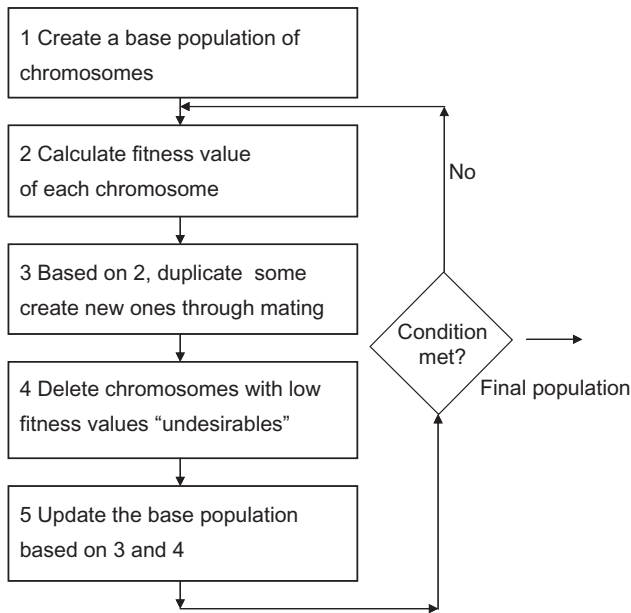 1 Create a base population of
chromosomes
2 Calculate fitness value
of each chromosome
3 Based on 2, duplicate some
create new ones through mating
4 Delete chromosomes with low
fitness values “undesirables”
5 Update the base population
based on 3 and 4
No
Condition
met?
Final population